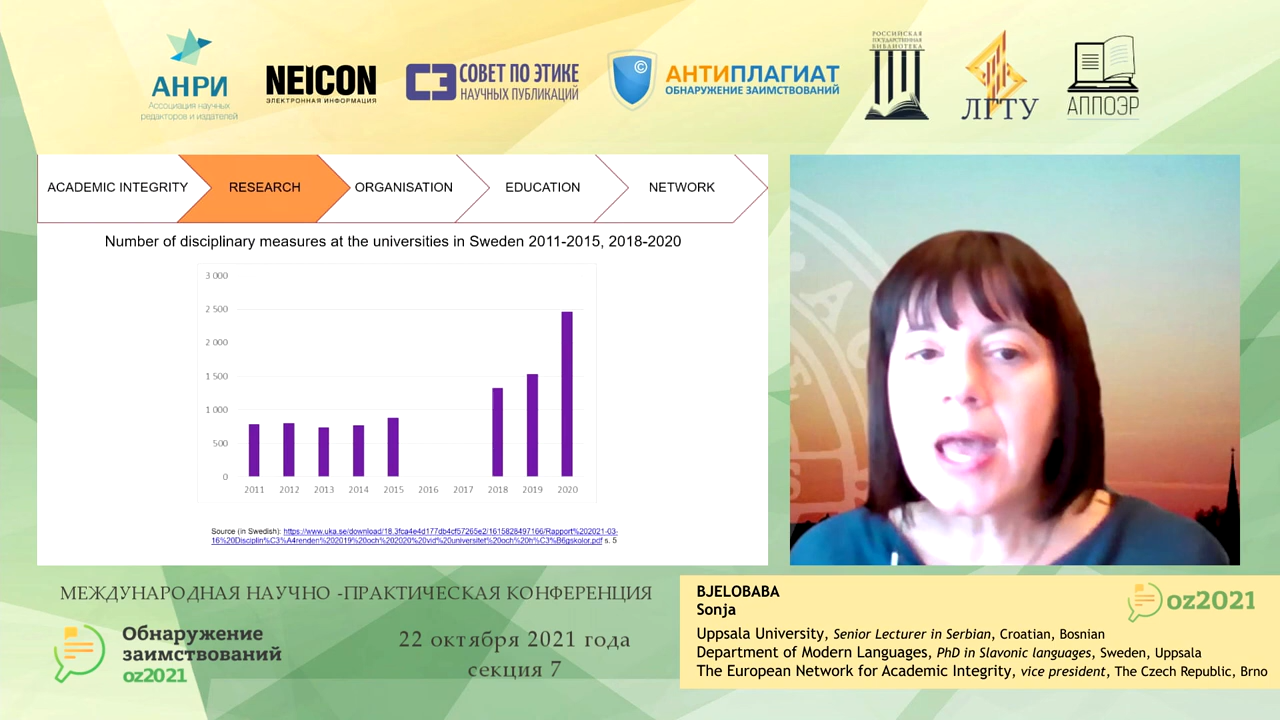 АНРИ
Ассоциация научных
редакторов и издателей
NEICON
ЭЛЕКТРОННАЯ ИНФОРМАЦИЯ
СЭ СОВЕТ ПО ЭТИКЕ
НАУЧНЫХ ПУБЛИКАЦИЙ
©
АНТИПЛАГИАТ
ОБНАРУЖЕНИЕ ЗАИМСТВОВАНИЙ
РОССИЙСКАЯ
ГОСУДАРСТВЕННАЯ
БИБЛИОТЕКА
ЛГТУ
АППОЭР
ACADEMIC INTEGRITY
RESEARCH
ORGANISATION
EDUCATION
NETWORK
Number of disciplinary measures at the universities in Sweden 2011-2015, 2018-2020
3 000
2 500
2 000
1 500
1 000
500
0
2011 2012 2013 2014 2015 2016 2017 2018 2019 2020
Source (in Swedish): https://www.uka.se/download/18.3fca4e4d177db4cf57265e2/1615828497166/Rapport%202021-03-
16%20Disciplin%C3%A4renden%202019%20och%202020%20vid%20universitet%20och%20h%C3%B6gskolor.pdf s. 5
МЕЖДУНАРОДНАЯ НАУЧНО -ПРАКТИЧЕСКАЯ КОНФЕРЕНЦИЯ
Обнаружение
заимствований
oz2021
22 октября 2021 года
секция 7
BJELOBABA
Sonja
oz2021
Uppsala University, Senior Lecturer in Serbian, Croatian, Bosnian
Department of Modern Languages, PhD in Slavonic languages, Sweden, Uppsala
The European Network for Academic Integrity, vice president, The Czech Republic, Brno